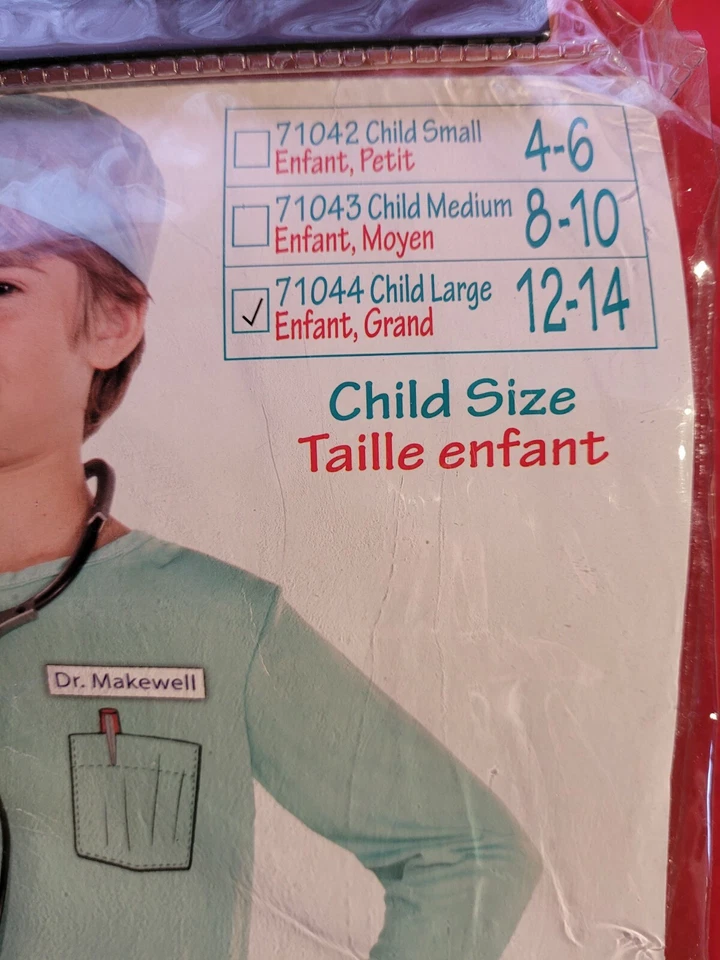 71042 Child Small 4-6
Enfant, Petit
71043 Child Medium 8-10
Enfant, Moyen
71044 Child Large 12-14
Enfant, Grand
Child Size
Taille enfant
Dr. Makewell